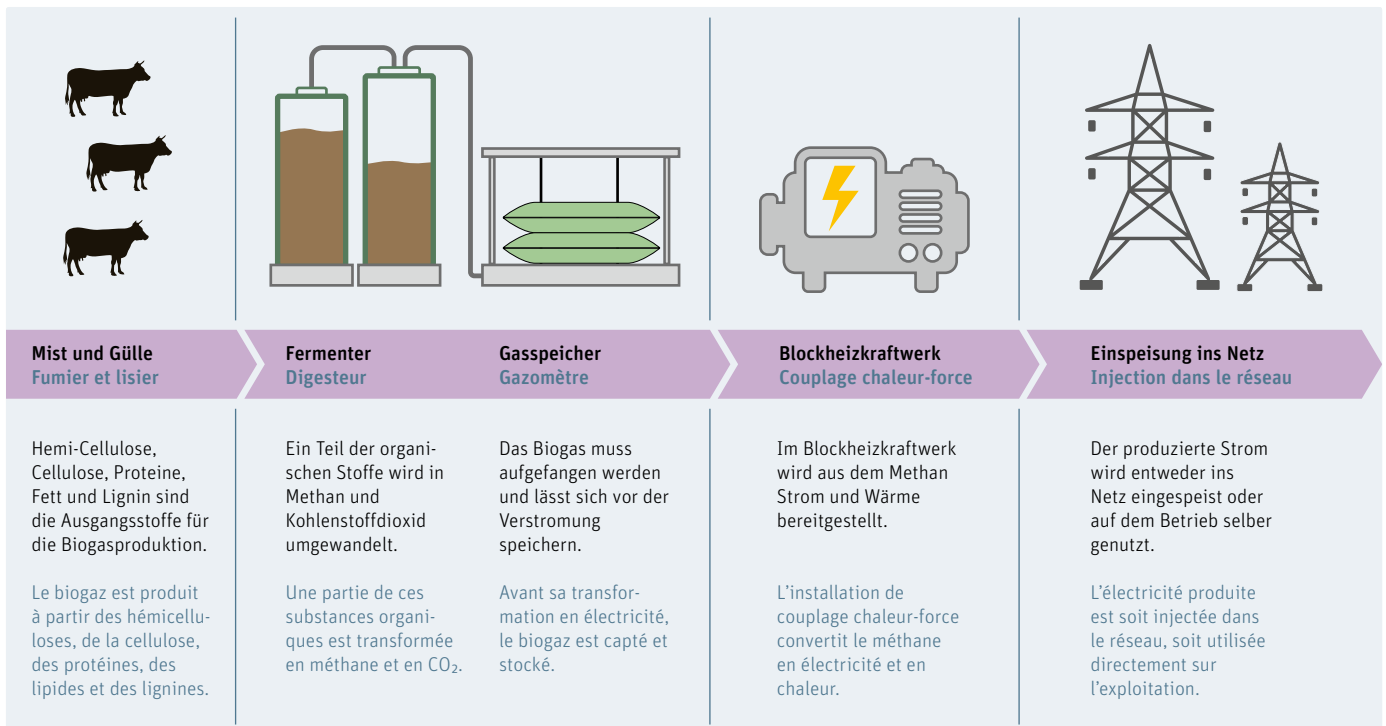 Mist und Gülle
Fumier et lisier
Fermenter
Digesteur
Gasspeicher
Gazomètre
Blockheizkraftwerk
Couplage chaleur-force
Einspeisung ins Netz
Injection dans le réseau
Hemi-Cellulose,
Cellulose, Proteine,
Fett und Lignin sind
die Ausgangsstoffe für
die Biogasproduktion.
Le biogaz est produit
à partir des hémicellu-
loses, de la cellulose,
des protéines, des
lipides et des lignines.
Ein Teil der organi-
schen Stoffe wird in
Methan und
Kohlenstoffdioxid
umgewandelt.
Une partie de ces
substances organi-
ques est transformée
en méthane et en CO₂.
Das Biogas muss
aufgefangen werden
und lässt sich vor der
Verstromung
speichern.
Avant sa transfor-
mation en électricité,
le biogaz est capté et
stocké.
Im Blockheizkraftwerk
wird aus dem Methan
Strom und Wärme
bereitgestellt.
L'installation de
couplage chaleur-force
convertit le méthane
en électricité et en
chaleur.
Der produzierte Strom
wird entweder ins
Netz eingespeist oder
auf dem Betrieb selber
genutzt.
L'électricité produite
est soit injectée dans
le réseau, soit utilisée
directement sur
l'exploitation.